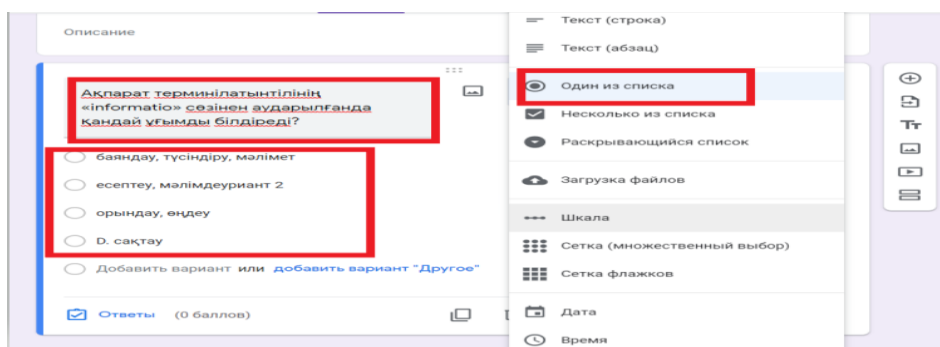 Описание
Ақпарат терминілатынтілінің
«informatio» сөзінен аударылғанда
қандай ұғымды білдіреді?
баяндау, түсіндіру, мәлімет
есептеу, мәлімдеуриант 2
орындау, өңдеу
D. сақтау
Добавить вариант или добавить вариант "Другое"
Ответы (0 баллов)
Текст (строка)
Текст (абзац)
Один из списка
Несколько из списка
Раскрывающийся список
Загрузка файлов
Шкала
Сетка (множественный выбор)
Сетка флажков
Дата
Время
Тт